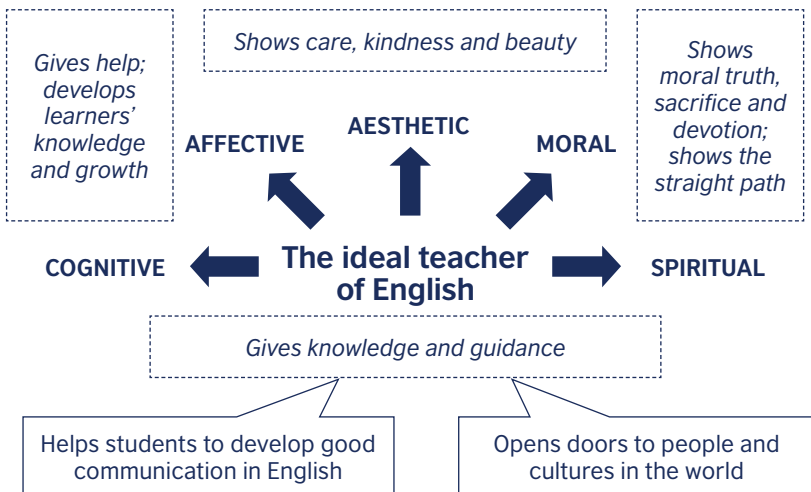 Shows care, kindness and beauty
Gives help;
develops
learners’
knowledge
and growth
Shows
moral truth,
sacrifice and
devotion;
shows the
straight path
AESTHETIC
AFFECTIVE
MORAL
COGNITIVE
The ideal teacher
of English
SPIRITUAL
Gives knowledge and guidance
Helps students to develop good
communication in English
Opens doors to people and
cultures in the world